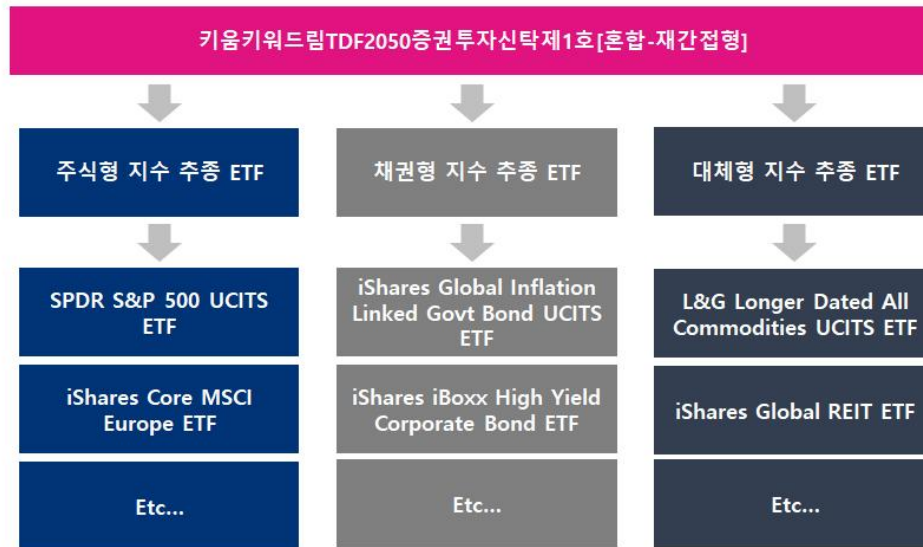 키움키워드림TDF2050증권투자신탁제1호[혼합-재간접형]
주식형 지수 추종 ETF
채권형 지수 추종 ETF
대체형 지수 추종 ETF
SPDR S&P 500 UCITS
ETF
iShares Global Inflation
Linked Govt Bond UCITS
ETF
L&G Longer Dated All
Commodities UCITS ETF
iShares Core MSCI
Europe ETF
iShares iBoxx High Yield
Corporate Bond ETF
iShares Global REIT ETF
Etc...
Etc...
Etc...